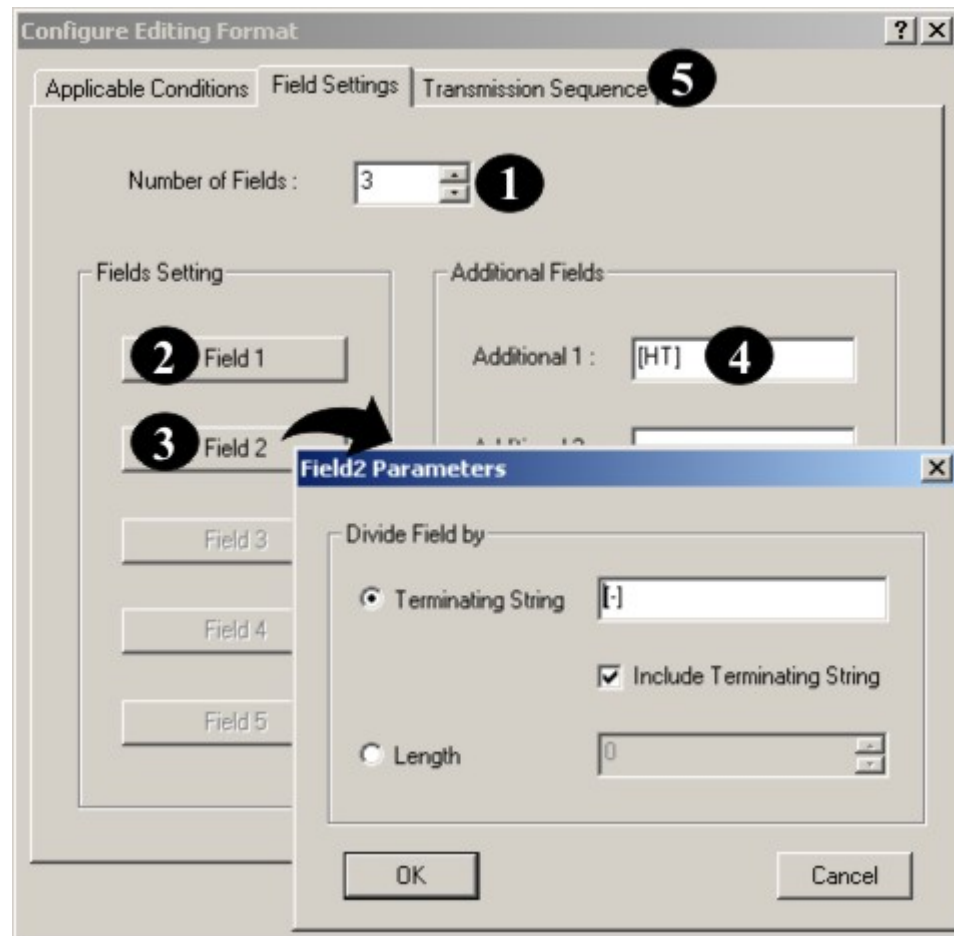 Configure Editing Format
Applicable Conditions Field Settings Transmission Sequence 5
Number of Fields : 3 1
Fields Setting
Additional Fields
2 Field 1
Additional 1 : [HT] 4
3 Field 2
Field2 Parameters
Divide Field by
Terminating String [-]
Include Terminating String
Length 0
Field 3
Field 4
Field 5
OK Cancel